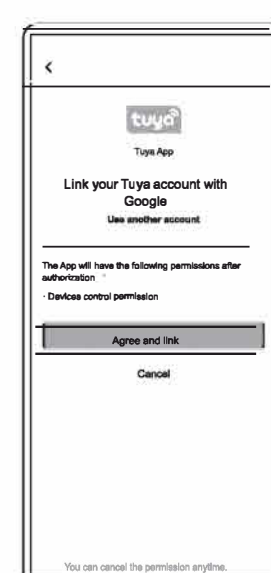 <
tuya
Tuya App
Link your Tuya account with
Google
Use another account
The App will have the following permissions after
authorization
· Devices control permission
Agree and link
Cancel
You can cancel the permission anytime.